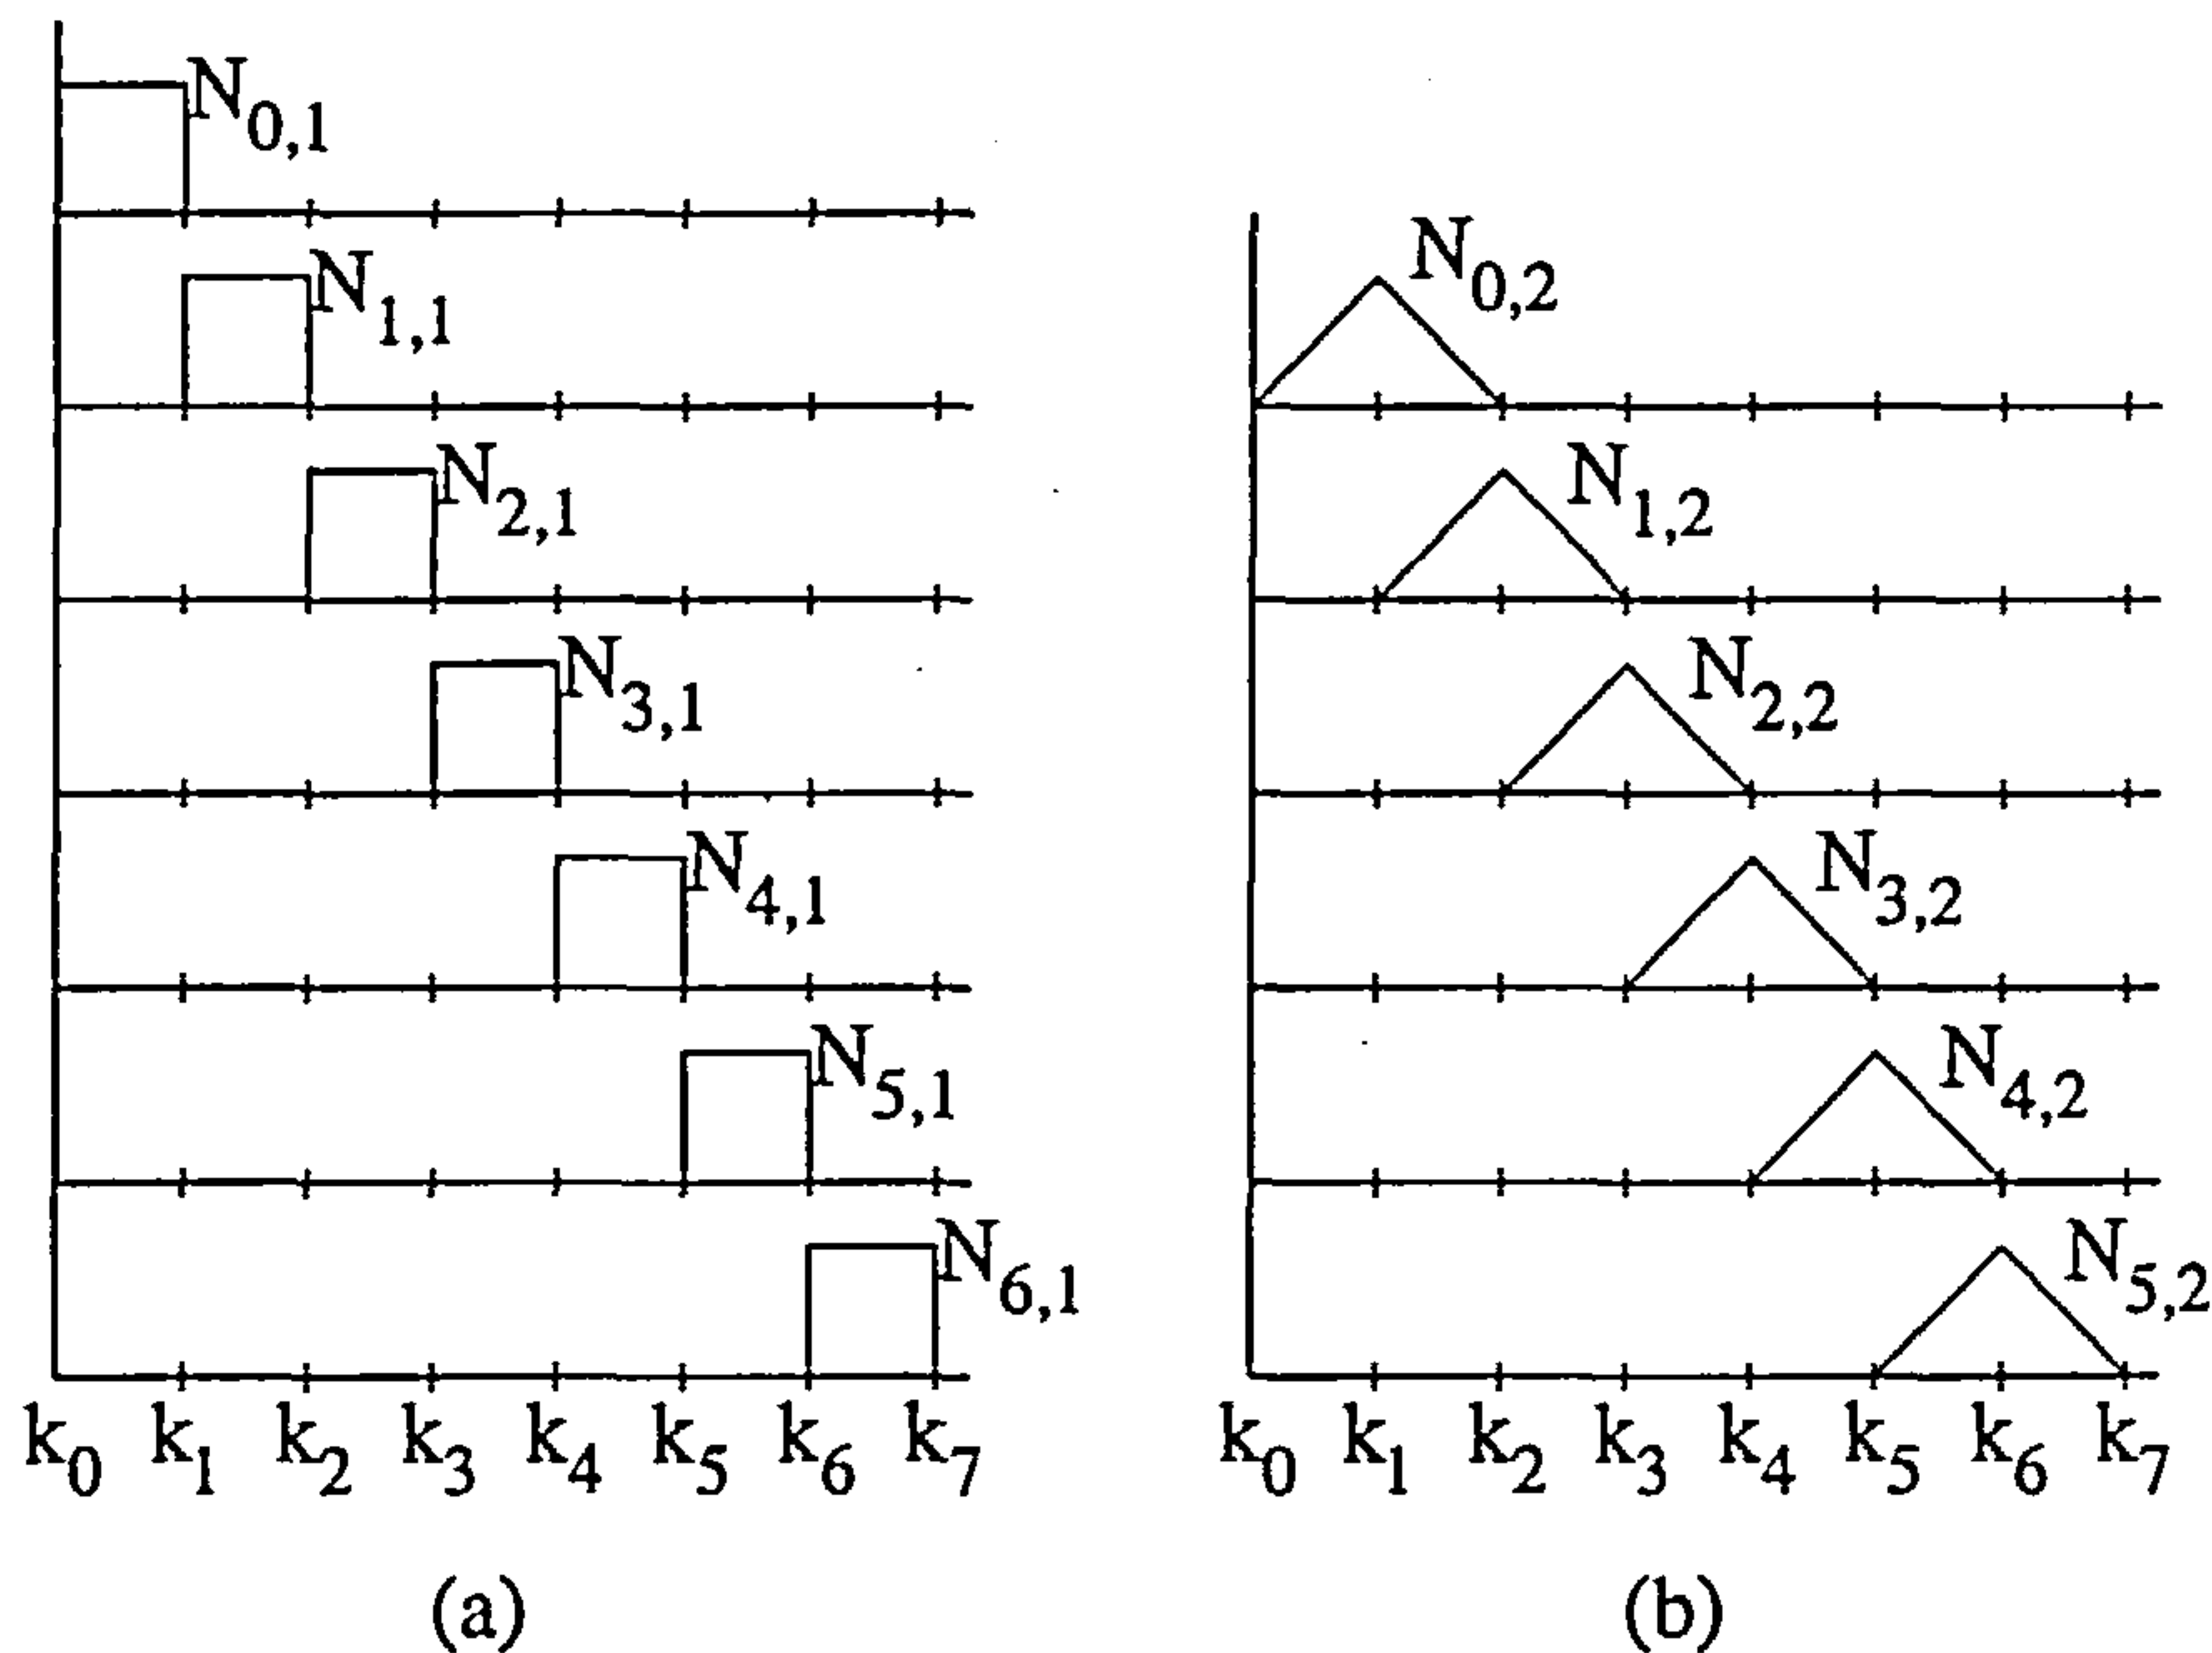 N0,1
N1,1
N2,1
N3,1
N4,1
N5,1
N6,1
k0 k1 k2 k3 k4 k5 k6 k7
(a)
N0,2
N1,2
N2,2
N3,2
N4,2
N5,2
k0 k1 k2 k3 k4 k5 k6 k7
(b)